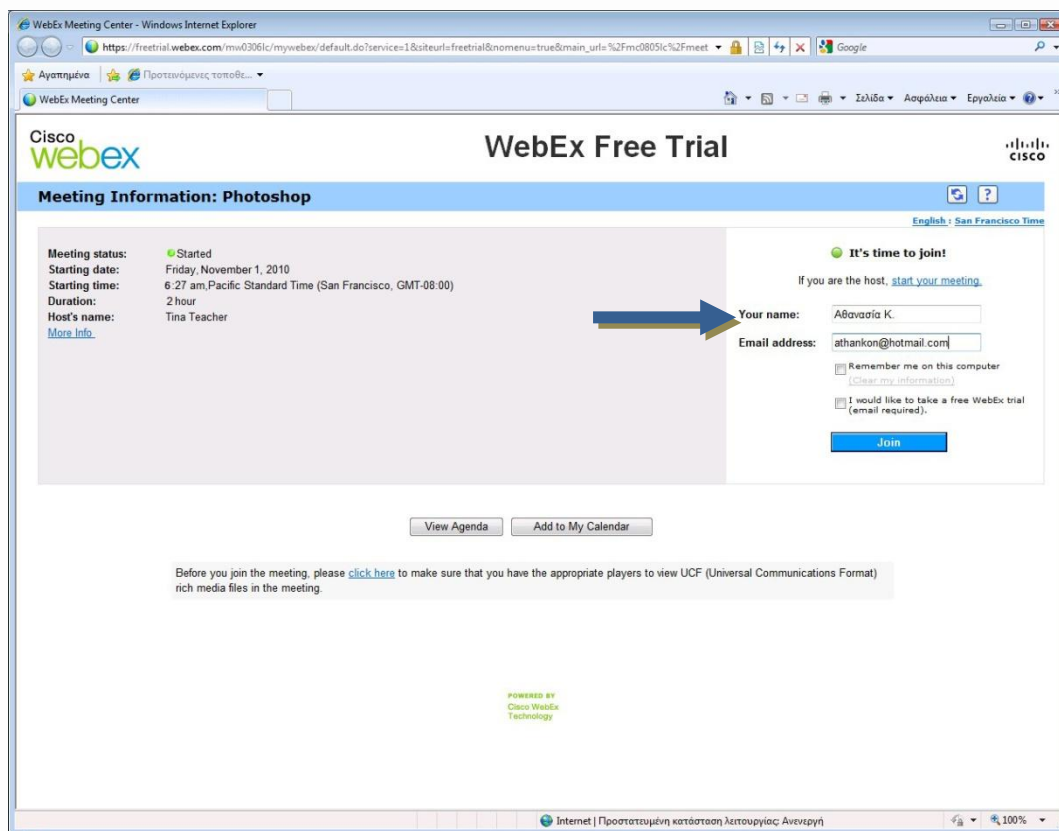 WebEx Meeting Center - Windows Internet Explorer
https://freetrial.webex.com/mw0306lc/mywebex/default.do?service=1&siteurl=freetrial&nomenu=true&main_url=%2Fmc0805lc%2Fmeet
Google
Αγαπημένα
Προτεινόμενες τοποθε...
WebEx Meeting Center
Σελίδα
Ασφάλεια
Εργαλεία
Cisco
webex
WebEx Free Trial
CISCO
Meeting Information: Photoshop
English : San Francisco Time
Meeting status: Started
Starting date: Friday, November 1, 2010
Starting time: 6:27 am,Pacific Standard Time (San Francisco, GMT-08:00)
Duration: 2 hour
Host's name: Tina Teacher
More Info
It's time to join!
If you are the host, start your meeting.
Your name: Αθανασία Κ.
Email address: athankon@hotmail.com
Remember me on this computer
(Clear my information)
I would like to take a free WebEx trial
(email required).
Join
View Agenda
Add to My Calendar
Before you join the meeting, please click here to make sure that you have the appropriate players to view UCF (Universal Communications Format)
rich media files in the meeting.
POWERED BY
Cisco WebEx
Technology
Internet | Προστατευμένη κατάσταση λειτουργίας: Ανενεργή
100%